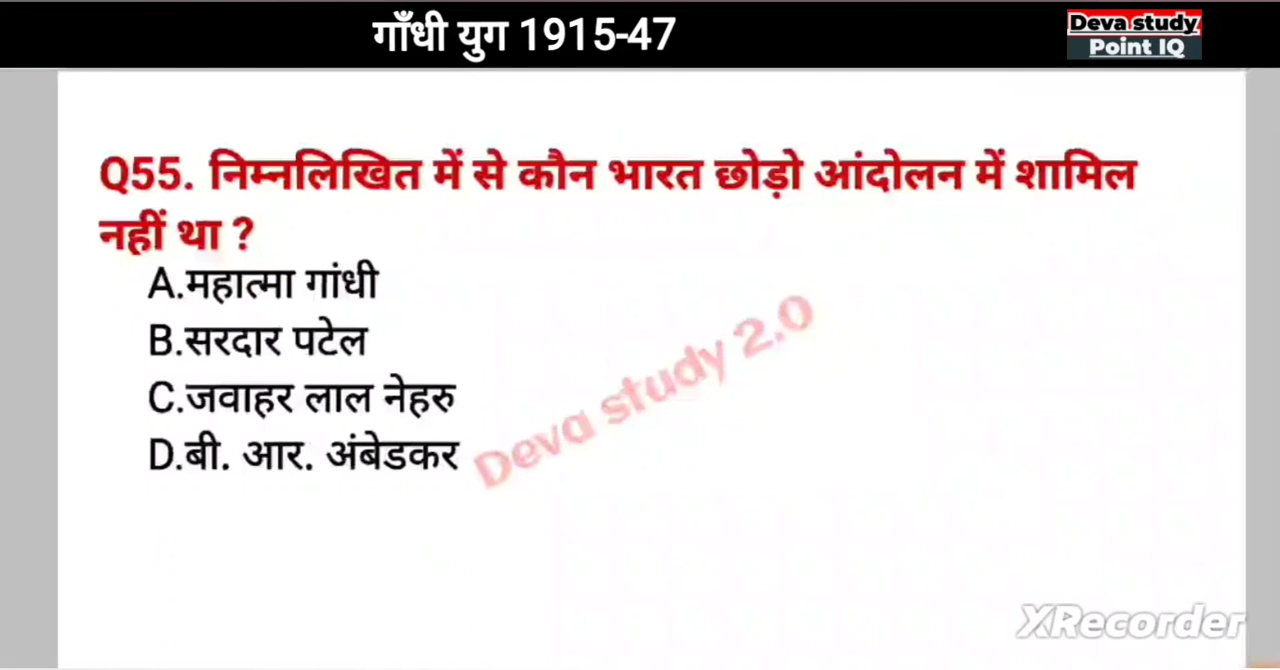 गाँधी युग 1915-47
Deva study
Point IQ
Q55. निम्नलिखित में से कौन भारत छोड़ो आंदोलन में शामिल
नहीं था ?
A.महात्मा गांधी
B.सरदार पटेल
C.जवाहर लाल नेहरु
D.बी. आर. अंबेडकर
Deva study 2.0
XRecorder